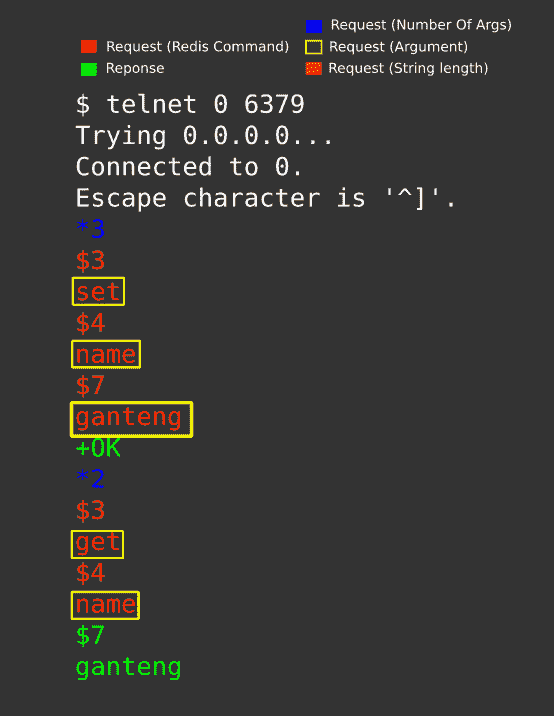 Request (Number Of Args)
Request (Redis Command)
Request (Argument)
Reponse
Request (String length)
$ telnet 0 6379
Trying 0.0.0.0...
Connected to 0.
Escape character is '^]'.
*3
$3
set
$4
name
$7
ganteng
+OK
*2
$3
get
$4
name
$7
ganteng